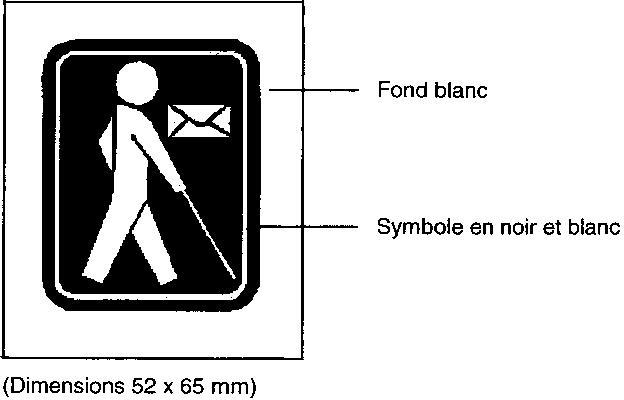 Fond blanc
Symbole en noir et blanc
(Dimensions 52 x 65 mm)